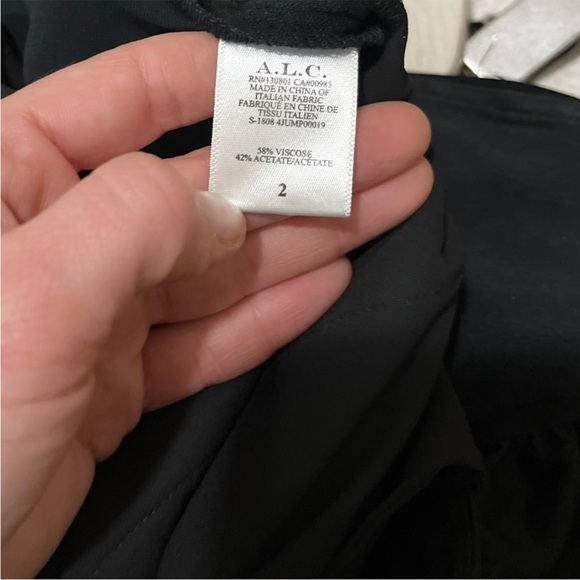 A.L.C.
RN#130801 CA#00985
MADE IN CHINA OF
ITALIAN FABRIC
FABRIQUÉ EN CHINE DE
TISSU ITALIEN
S-1808 4JUMP00019
58% VISCOSE
42% ACETATE/ACÉTATE
2